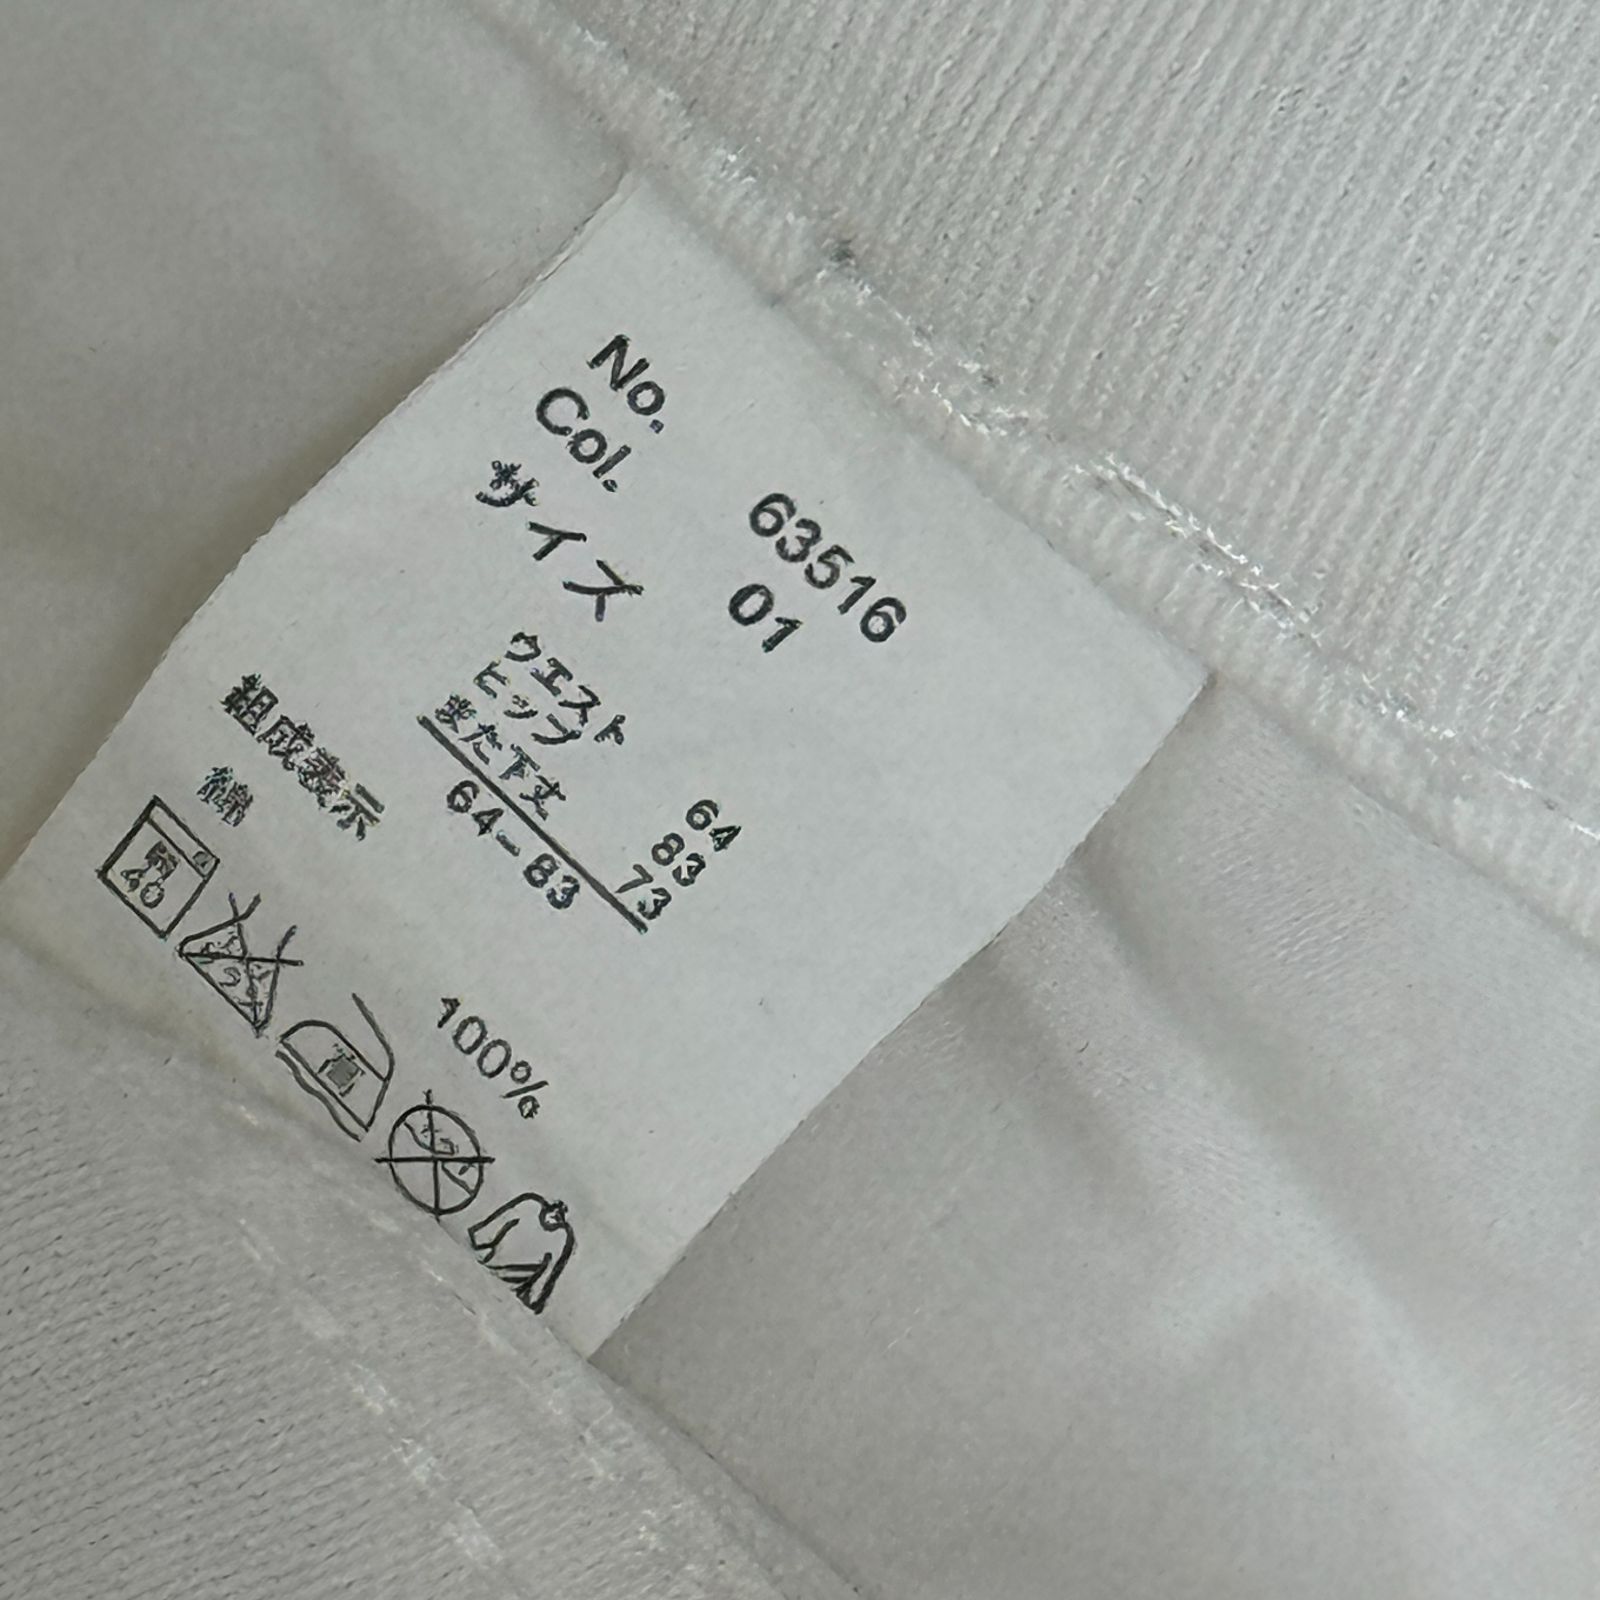 No. 63516
Col. 01
サイズ
ウエスト 64
ヒップ 83
また下丈 73
64-83
組成表示
綿 100%
40